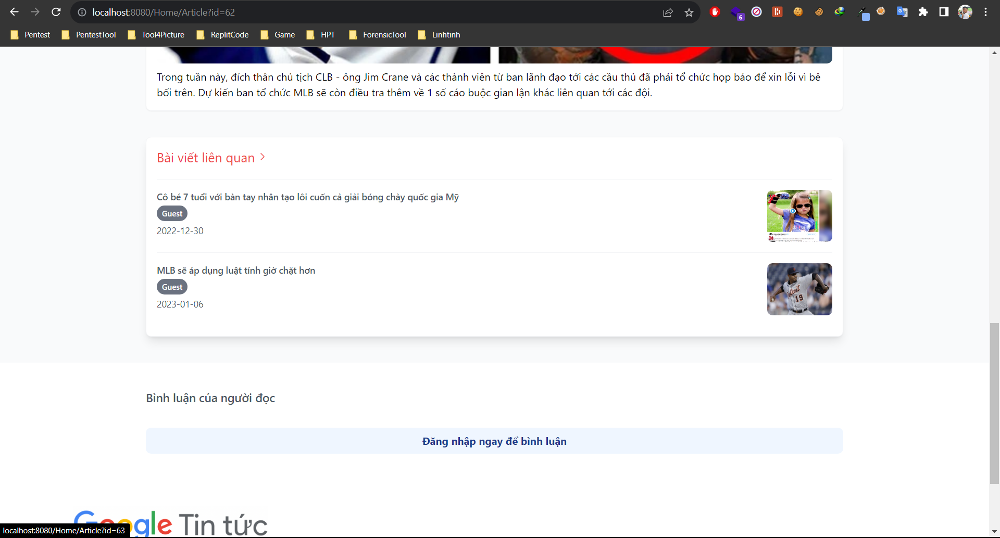 localhost:8080/Home/Article?id=62
6
Pentest PentestTool Tool4Picture ReplitCode Game HPT ForensicTool Linhtinh
Trong tuần này, đích thân chủ tịch CLB - ông Jim Crane và các thành viên từ ban lãnh đạo tới các cầu thủ đã phải tổ chức họp báo để xin lỗi vì bê
bối trên. Dự kiến ban tổ chức MLB sẽ còn điều tra thêm về 1 số cáo buộc gian lận khác liên quan tới các đội.
Bài viết liên quan
Cô bé 7 tuổi với bàn tay nhân tạo lôi cuốn cả giải bóng chày quốc gia Mỹ
Guest
2022-12-30
MLB sẽ áp dụng luật tính giờ chặt hơn
Guest
2023-01-06
Detroit
19
Bình luận của người đọc
Đăng nhập ngay để bình luận
Google Tin tức
localhost:8080/Home/Article?id=63